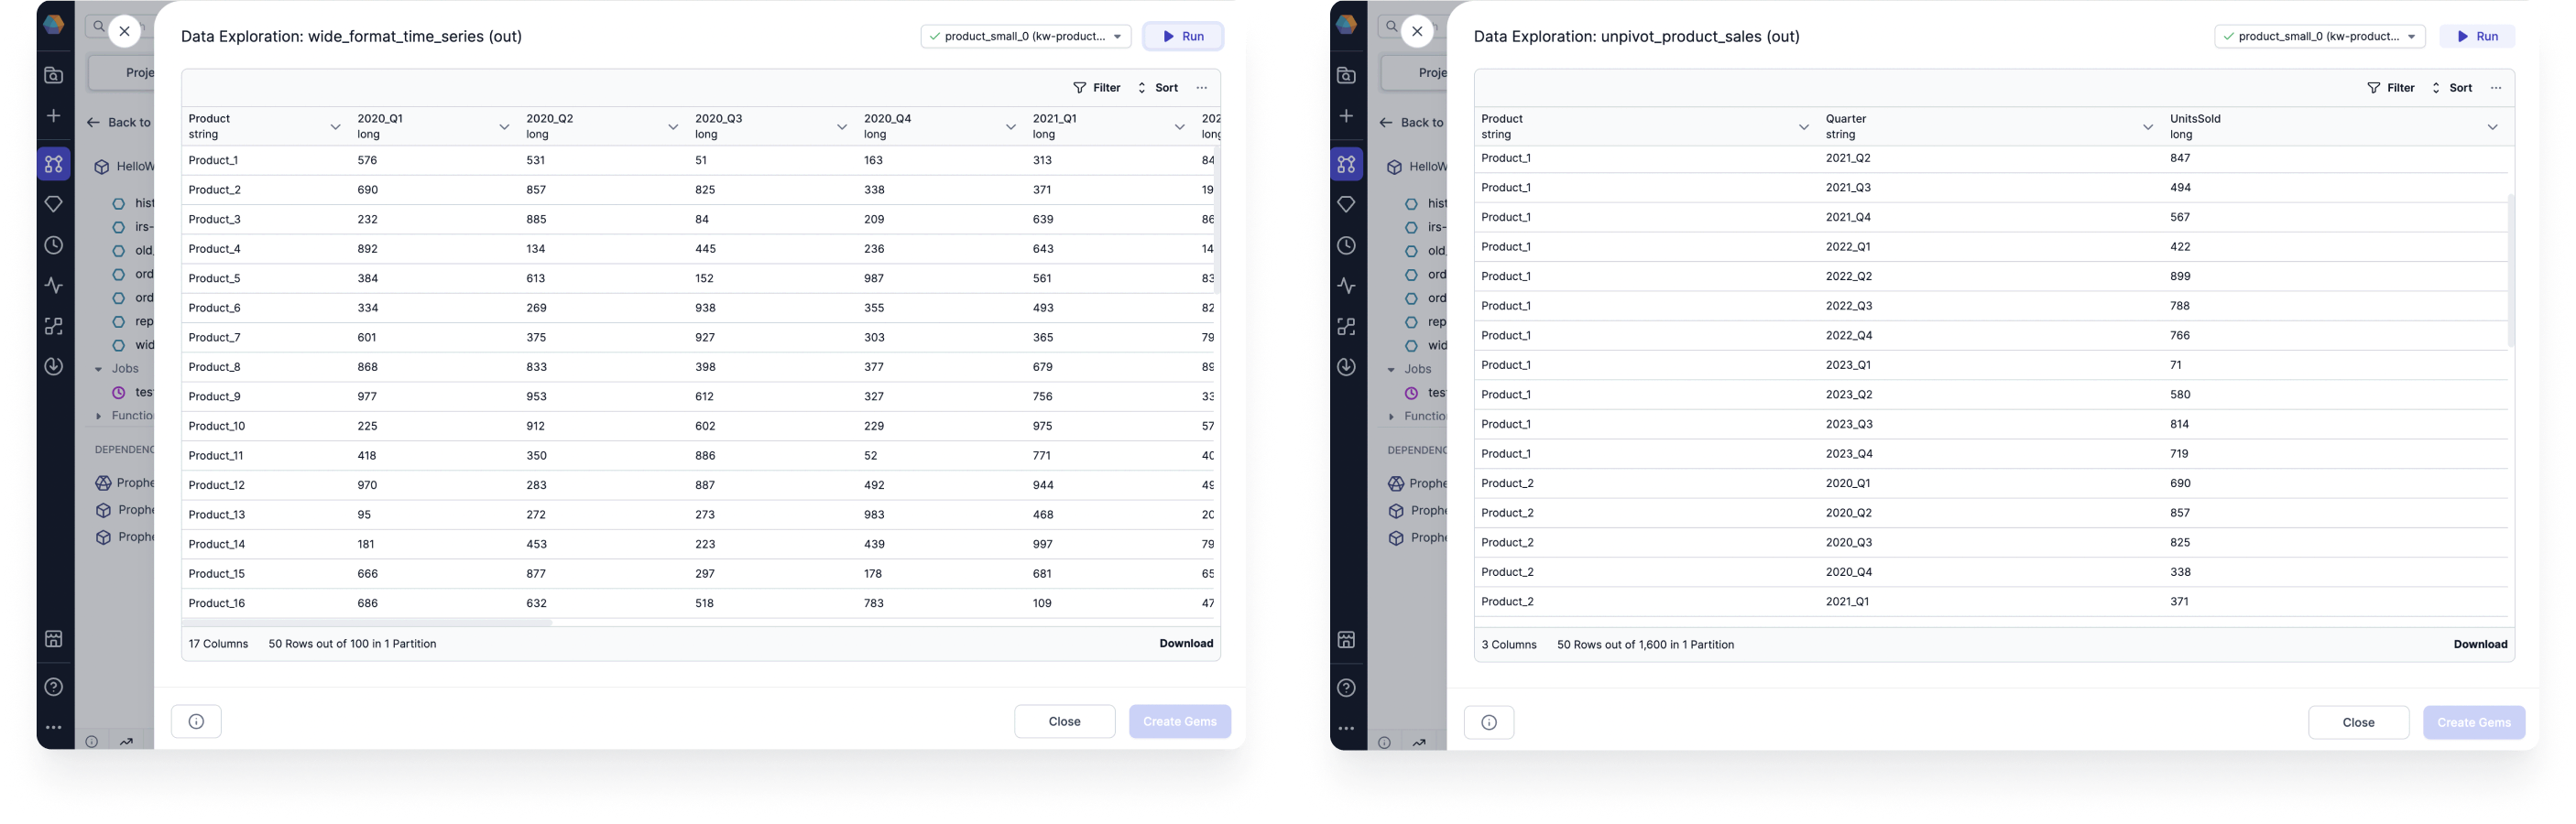 Data Exploration: wide_format_time_series (out)
product_small_0 (kw-product...
Run
Proje
Back to
HelloW
hist
irs-
old
ord
ord
rep
wid
Jobs
tes
Functio
DEPENDENC
Prophe
Prophe
Prophe
Filter Sort ...
Product 2020_Q1 2020_Q2 2020_Q3 2020_Q4 2021_Q1 202
string long long long long long long
Product_1 576 531 51 163 313 84
Product_2 690 857 825 338 371 19
Product_3 232 885 84 209 639 86
Product_4 892 134 445 236 643 14
Product_5 384 613 152 987 561 83
Product_6 334 269 938 355 493 82
Product_7 601 375 927 303 365 79
Product_8 868 833 398 377 679 89
Product_9 977 953 612 327 756 33
Product_10 225 912 602 229 975 57
Product_11 418 350 886 52 771 40
Product_12 970 283 887 492 944 49
Product_13 95 272 273 983 468 20
Product_14 181 453 223 439 997 79
Product_15 666 877 297 178 681 65
Product_16 686 632 518 783 109 47
17 Columns 50 Rows out of 100 in 1 Partition Download
Close Create Gems
Data Exploration: unpivot_product_sales (out)
product_small_0 (kw-product...
Run
Proje
Back to
HelloW
hist
irs-
old
ord
ord
rep
wid
Jobs
tes
Functio
DEPENDENC
Prophe
Proph
Proph
Filter Sort ...
Product Quarter UnitsSold
string string long
Product_1 2021_Q2 847
Product_1 2021_Q3 494
Product_1 2021_Q4 567
Product_1 2022_Q1 422
Product_1 2022_Q2 899
Product_1 2022_Q3 788
Product_1 2022_Q4 766
Product_1 2023_Q1 71
Product_1 2023_Q2 580
Product_1 2023_Q3 814
Product_1 2023_Q4 719
Product_2 2020_Q1 690
Product_2 2020_Q2 857
Product_2 2020_Q3 825
Product_2 2020_Q4 338
Product_2 2021_Q1 371
3 Columns 50 Rows out of 1,600 in 1 Partition Download
Close Create Gems